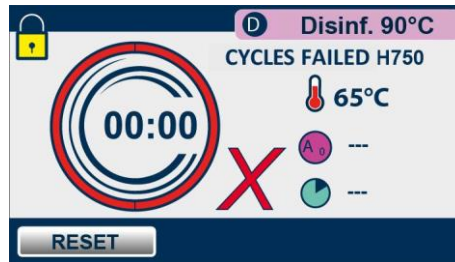 D Disinf. 90°C
CYCLES FAILED H750
65°C
00:00
A0 ---
---
RESET